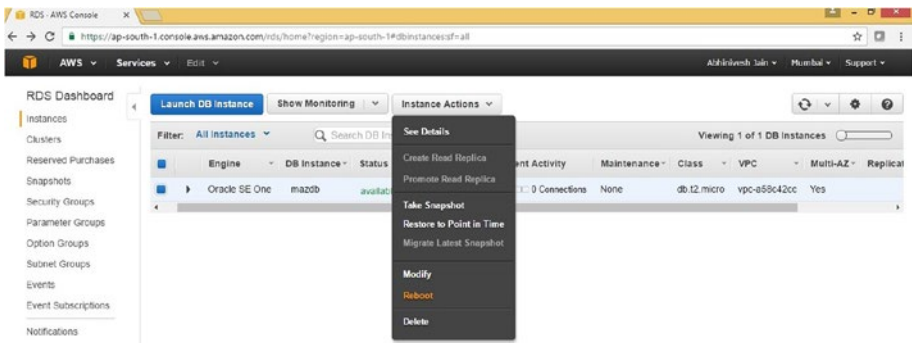 RDS - AWS Console
https://ap-south-1.console.aws.amazon.com/rds/home?region=ap-south-1#dbinstances:sf=all
AWS Services Edit Abhinivesh Jain Mumbai Support
RDS Dashboard
Instances
Clusters
Reserved Purchases
Snapshots
Security Groups
Parameter Groups
Option Groups
Subnet Groups
Events
Event Subscriptions
Notifications
Launch DB Instance Show Monitoring Instance Actions
Filter: All Instances Search DB Viewing 1 of 1 DB Instances
Engine DB Instance Status ent Activity Maintenance Class VPC Multi-AZ Replicat
Oracle SE One mazdb availab 0 Connections None db.t2.micro vpc-a58c42cc Yes
See Details
Create Read Replica
Promote Read Replica
Take Snapshot
Restore to Point in Time
Migrate Latest Snapshot
Modify
Reboot
Delete